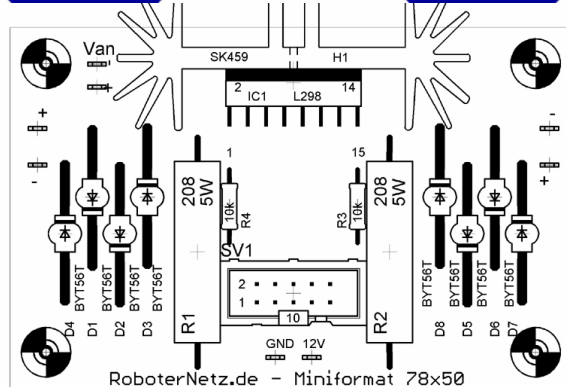 Van
-
+
SK459 H1
2 14
IC1 L298
+
-
-
+
1 15
208
5W
208
5W
10k
R4
10k
R3
SV1
2
1
10
R1
R2
BYT56T
BYT56T
BYT56T
BYT56T
BYT56T
BYT56T
BYT56T
BYT56T
D4
D1
D2
D3
D8
D5
D6
D7
GND 12V
RoboterNetz.de - Miniformat 78x50